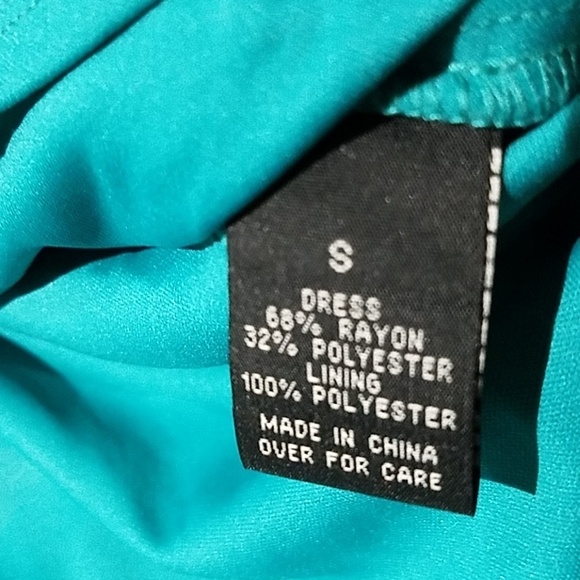 S
DRESS
68% RAYON
32% POLYESTER
LINING
100% POLYESTER
MADE IN CHINA
OVER FOR CARE